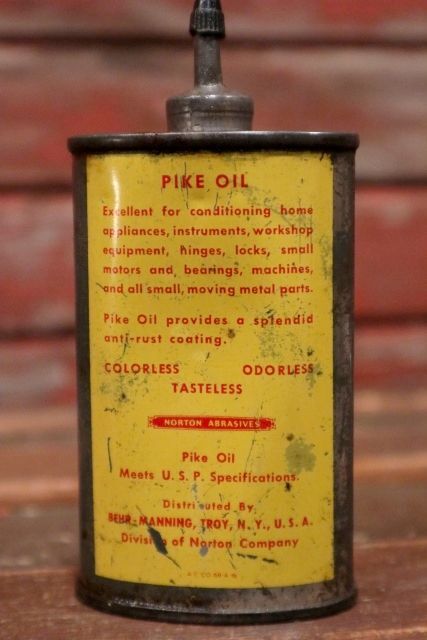 PIKE OIL
Excellent for conditioning home
appliances, instruments, workshop
equipment, hinges, locks, small
motors and bearings, machines,
and all small, moving metal parts.
Pike Oil provides a splendid
anti-rust coating.
COLORLESS ODORLESS
TASTELESS
NORTON ABRASIVES
Pike Oil
Meets U. S. P. Specifications.
Distributed By
BEHR-MANNING, TROY, N. Y., U. S. A.
Division of Norton Company